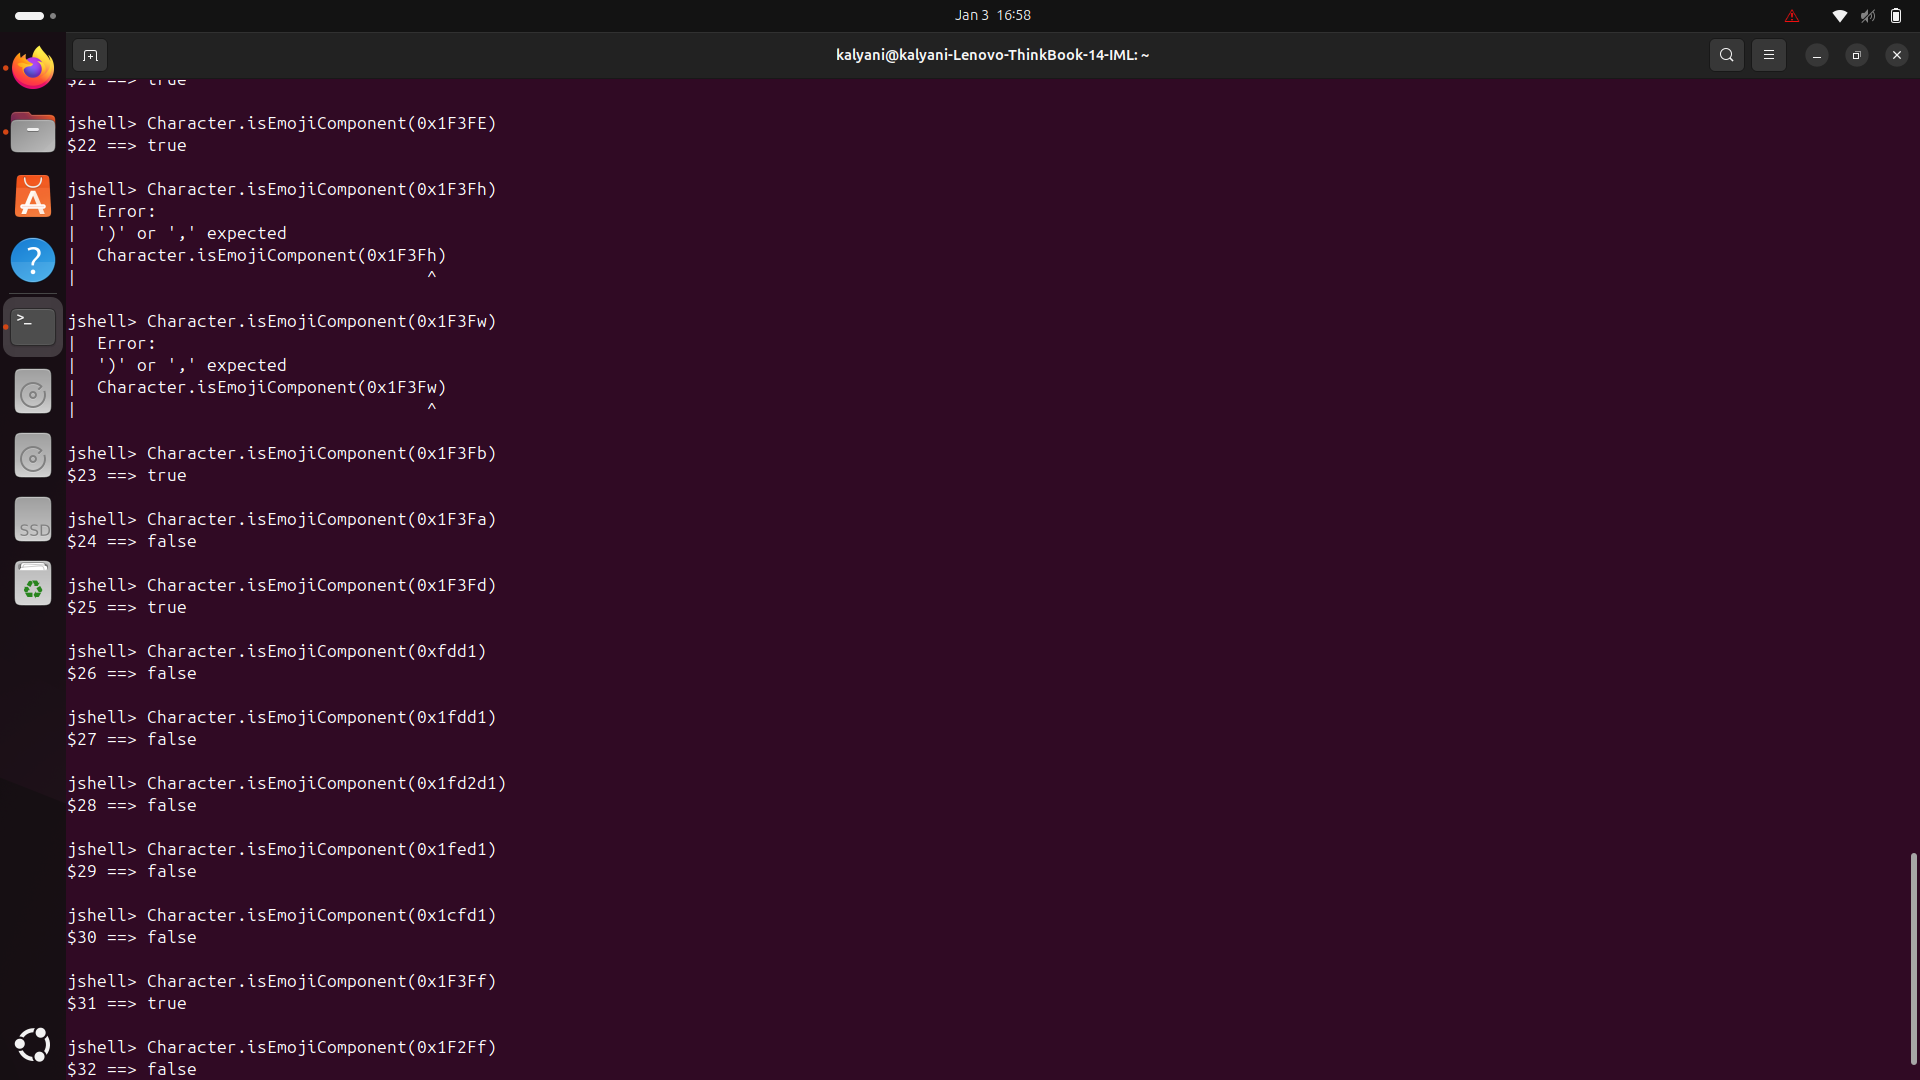 Jan 3 16:58
kalyani@kalyani-Lenovo-ThinkBook-14-IML: ~
$21 ==> true
jshell> Character.isEmojiComponent(0x1F3FE)
$22 ==> true
jshell> Character.isEmojiComponent(0x1F3Fh)
|  Error:
|  ')' or ',' expected
|  Character.isEmojiComponent(0x1F3Fh)
|                                    ^
jshell> Character.isEmojiComponent(0x1F3Fw)
|  Error:
|  ')' or ',' expected
|  Character.isEmojiComponent(0x1F3Fw)
|                                    ^
jshell> Character.isEmojiComponent(0x1F3Fb)
$23 ==> true
jshell> Character.isEmojiComponent(0x1F3Fa)
$24 ==> false
jshell> Character.isEmojiComponent(0x1F3Fd)
$25 ==> true
jshell> Character.isEmojiComponent(0xfdd1)
$26 ==> false
jshell> Character.isEmojiComponent(0x1fdd1)
$27 ==> false
jshell> Character.isEmojiComponent(0x1fd2d1)
$28 ==> false
jshell> Character.isEmojiComponent(0x1fed1)
$29 ==> false
jshell> Character.isEmojiComponent(0x1cfd1)
$30 ==> false
jshell> Character.isEmojiComponent(0x1F3Ff)
$31 ==> true
jshell> Character.isEmojiComponent(0x1F2Ff)
$32 ==> false
SSD